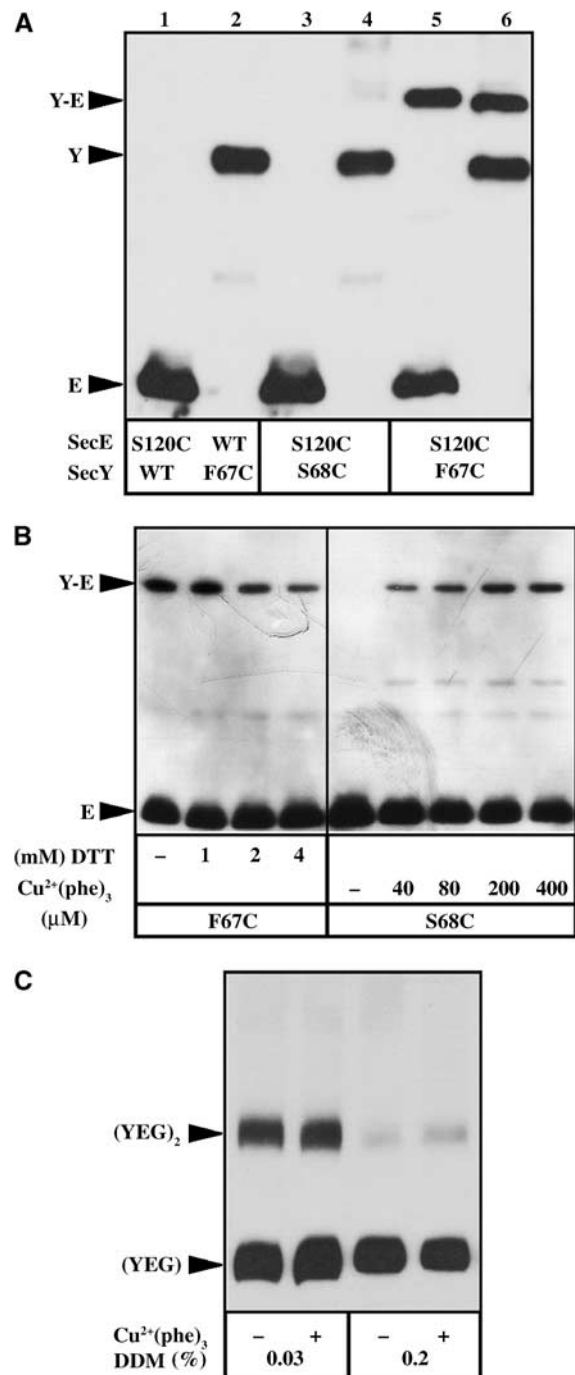 A
1 2 3 4 5 6
Y-E
Y
E
SecE S120C WT S120C S120C
SecY WT F67C S68C F67C
B
Y-E
E
(mM) DTT – 1 2 4
Cu²⁺(phe)₃ – 40 80 200 400
(µM) F67C S68C
C
(YEG)₂
(YEG)
Cu²⁺(phe)₃ – + – +
DDM (%) 0.03 0.2